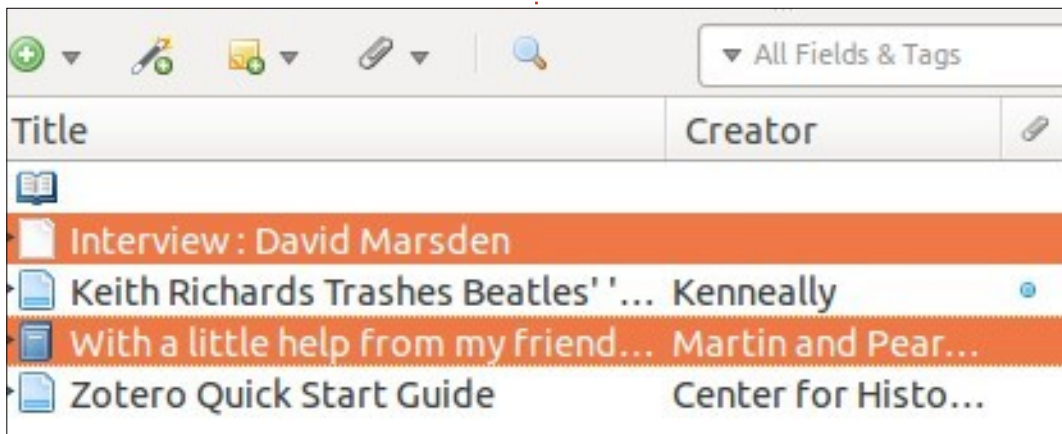 All Fields & Tags
Title Creator
Interview : David Marsden
Keith Richards Trashes Beatles' '... Kenneally
With a little help from my friend... Martin and Pear...
Zotero Quick Start Guide Center for Histo...